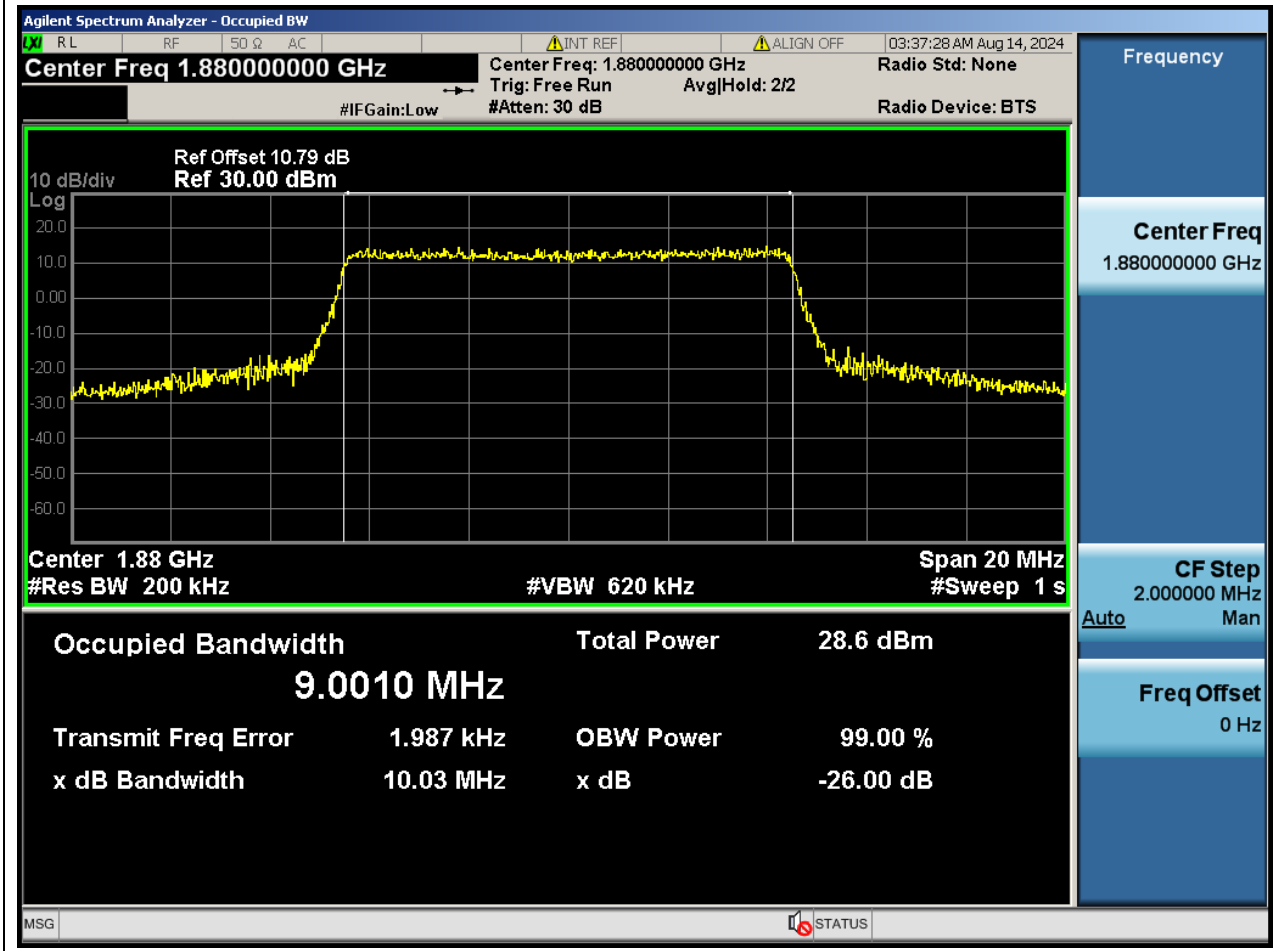 Agilent Spectrum Analyzer - Occupied BW
LXI RL RF 50 Ω AC INT REF ALIGN OFF 03:37:28 AM Aug 14, 2024
Center Freq 1.880000000 GHz
Center Freq: 1.880000000 GHz
Radio Std: None
Trig: Free Run Avg|Hold: 2/2
#IFGain:Low
#Atten: 30 dB
Radio Device: BTS
Ref Offset 10.79 dB
10 dB/div Ref 30.00 dBm
Log
20.0
10.0
0.00
-10.0
-20.0
-30.0
-40.0
-50.0
-60.0
Center 1.88 GHz Span 20 MHz
#Res BW 200 kHz #VBW 620 kHz #Sweep 1 s
Occupied Bandwidth Total Power 28.6 dBm
9.0010 MHz
Transmit Freq Error 1.987 kHz OBW Power 99.00 %
x dB Bandwidth 10.03 MHz x dB -26.00 dB
Frequency
Center Freq
1.880000000 GHz
CF Step
2.000000 MHz
Auto Man
Freq Offset
0 Hz
MSG STATUS